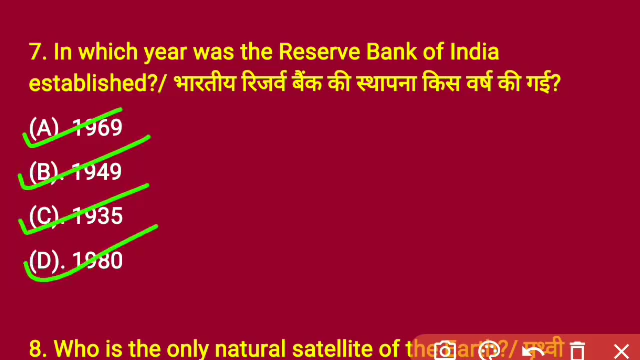 7. In which year was the Reserve Bank of India
established?/ भारतीय रिजर्व बैंक की स्थापना किस वर्ष की गई?
(A). 1969
(B). 1949
(C). 1935
(D). 1980
8. Who is the only natural satellite of the Earth?/ पृथ्वी